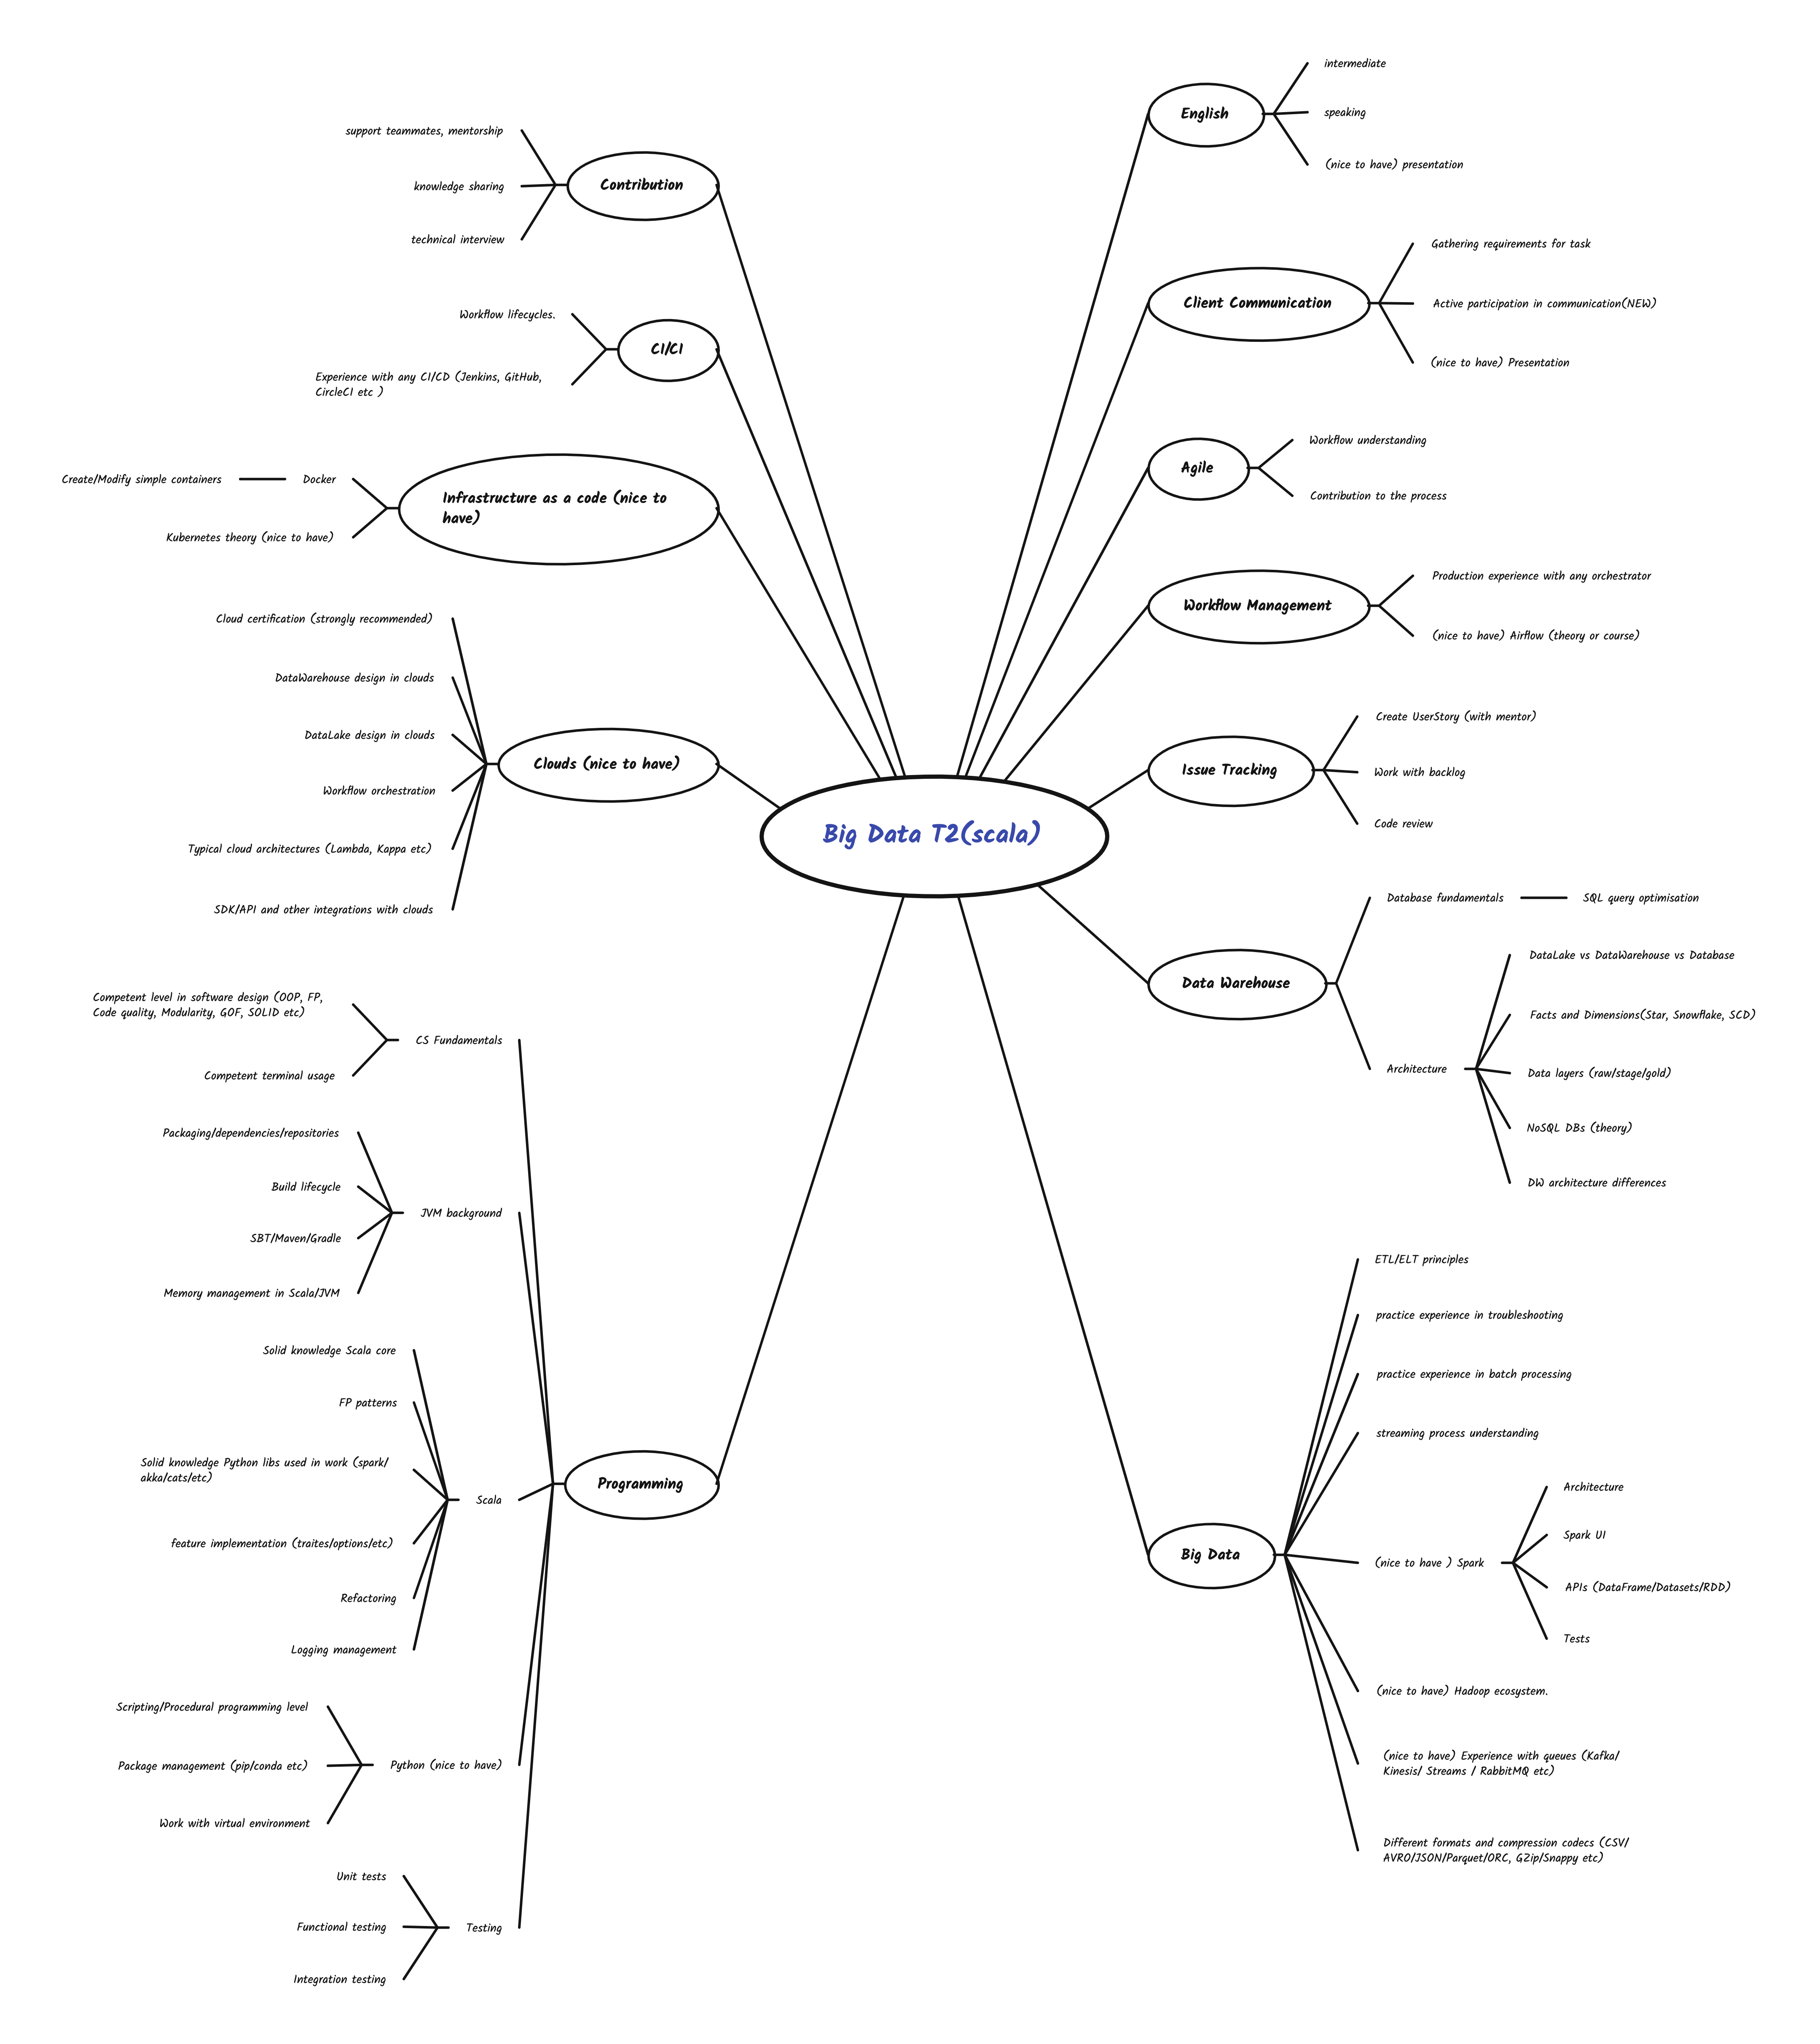 Big Data T2(scala)
Contribution
support teammates, mentorship
knowledge sharing
technical interview
CI/CI
Workflow lifecycles.
Experience with any CI/CD (Jenkins, GitHub,
CircleCI etc )
Infrastructure as a code (nice to
have)
Docker
Create/Modify simple containers
Kubernetes theory (nice to have)
Clouds (nice to have)
Cloud certification (strongly recommended)
DataWarehouse design in clouds
DataLake design in clouds
Workflow orchestration
Typical cloud architectures (Lambda, Kappa etc)
SDK/API and other integrations with clouds
Programming
CS Fundamentals
Competent level in software design (OOP, FP,
Code quality, Modularity, GOF, SOLID etc)
Competent terminal usage
JVM background
Packaging/dependencies/repositories
Build lifecycle
SBT/Maven/Gradle
Memory management in Scala/JVM
Scala
Solid knowledge Scala core
FP patterns
Solid knowledge Python libs used in work (spark/
akka/cats/etc)
feature implementation (traites/options/etc)
Refactoring
Logging management
Python (nice to have)
Scripting/Procedural programming level
Package management (pip/conda etc)
Work with virtual environment
Testing
Unit tests
Functional testing
Integration testing
English
intermediate
speaking
(nice to have) presentation
Client Communication
Gathering requirements for task
Active participation in communication(NEW)
(nice to have) Presentation
Agile
Workflow understanding
Contribution to the process
Workflow Management
Production experience with any orchestrator
(nice to have) Airflow (theory or course)
Issue Tracking
Create UserStory (with mentor)
Work with backlog
Code review
Data Warehouse
Database fundamentals
SQL query optimisation
Architecture
DataLake vs DataWarehouse vs Database
Facts and Dimensions(Star, Snowflake, SCD)
Data layers (raw/stage/gold)
NoSQL DBs (theory)
DW architecture differences
Big Data
ETL/ELT principles
practice experience in troubleshooting
practice experience in batch processing
streaming process understanding
(nice to have ) Spark
Architecture
Spark UI
APIs (DataFrame/Datasets/RDD)
Tests
(nice to have) Hadoop ecosystem.
(nice to have) Experience with queues (Kafka/
Kinesis/ Streams / RabbitMQ etc)
Different formats and compression codecs (CSV/
AVRO/JSON/Parquet/ORC, GZip/Snappy etc)